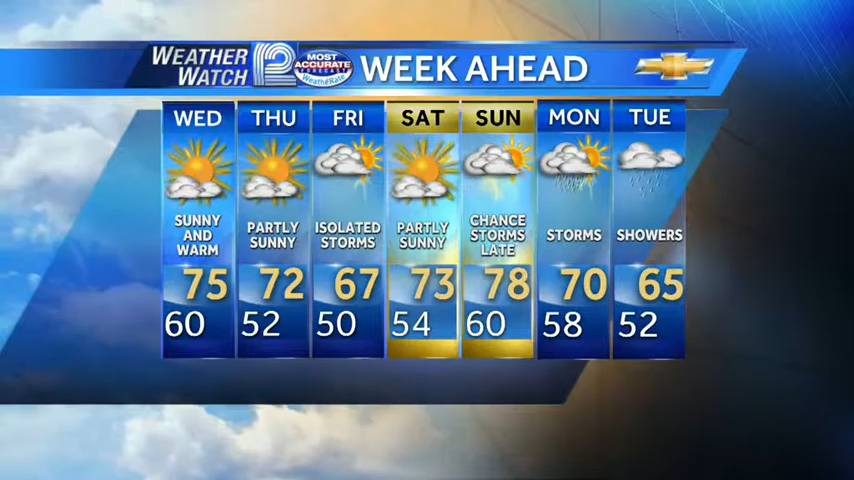 WEATHER WATCH 12 MOST ACCURATE FORECAST WeatheRate WEEK AHEAD
WED THU FRI SAT SUN MON TUE
SUNNY AND WARM
PARTLY SUNNY
ISOLATED STORMS
PARTLY SUNNY
CHANCE STORMS LATE
STORMS
SHOWERS
75 72 67 73 78 70 65
60 52 50 54 60 58 52